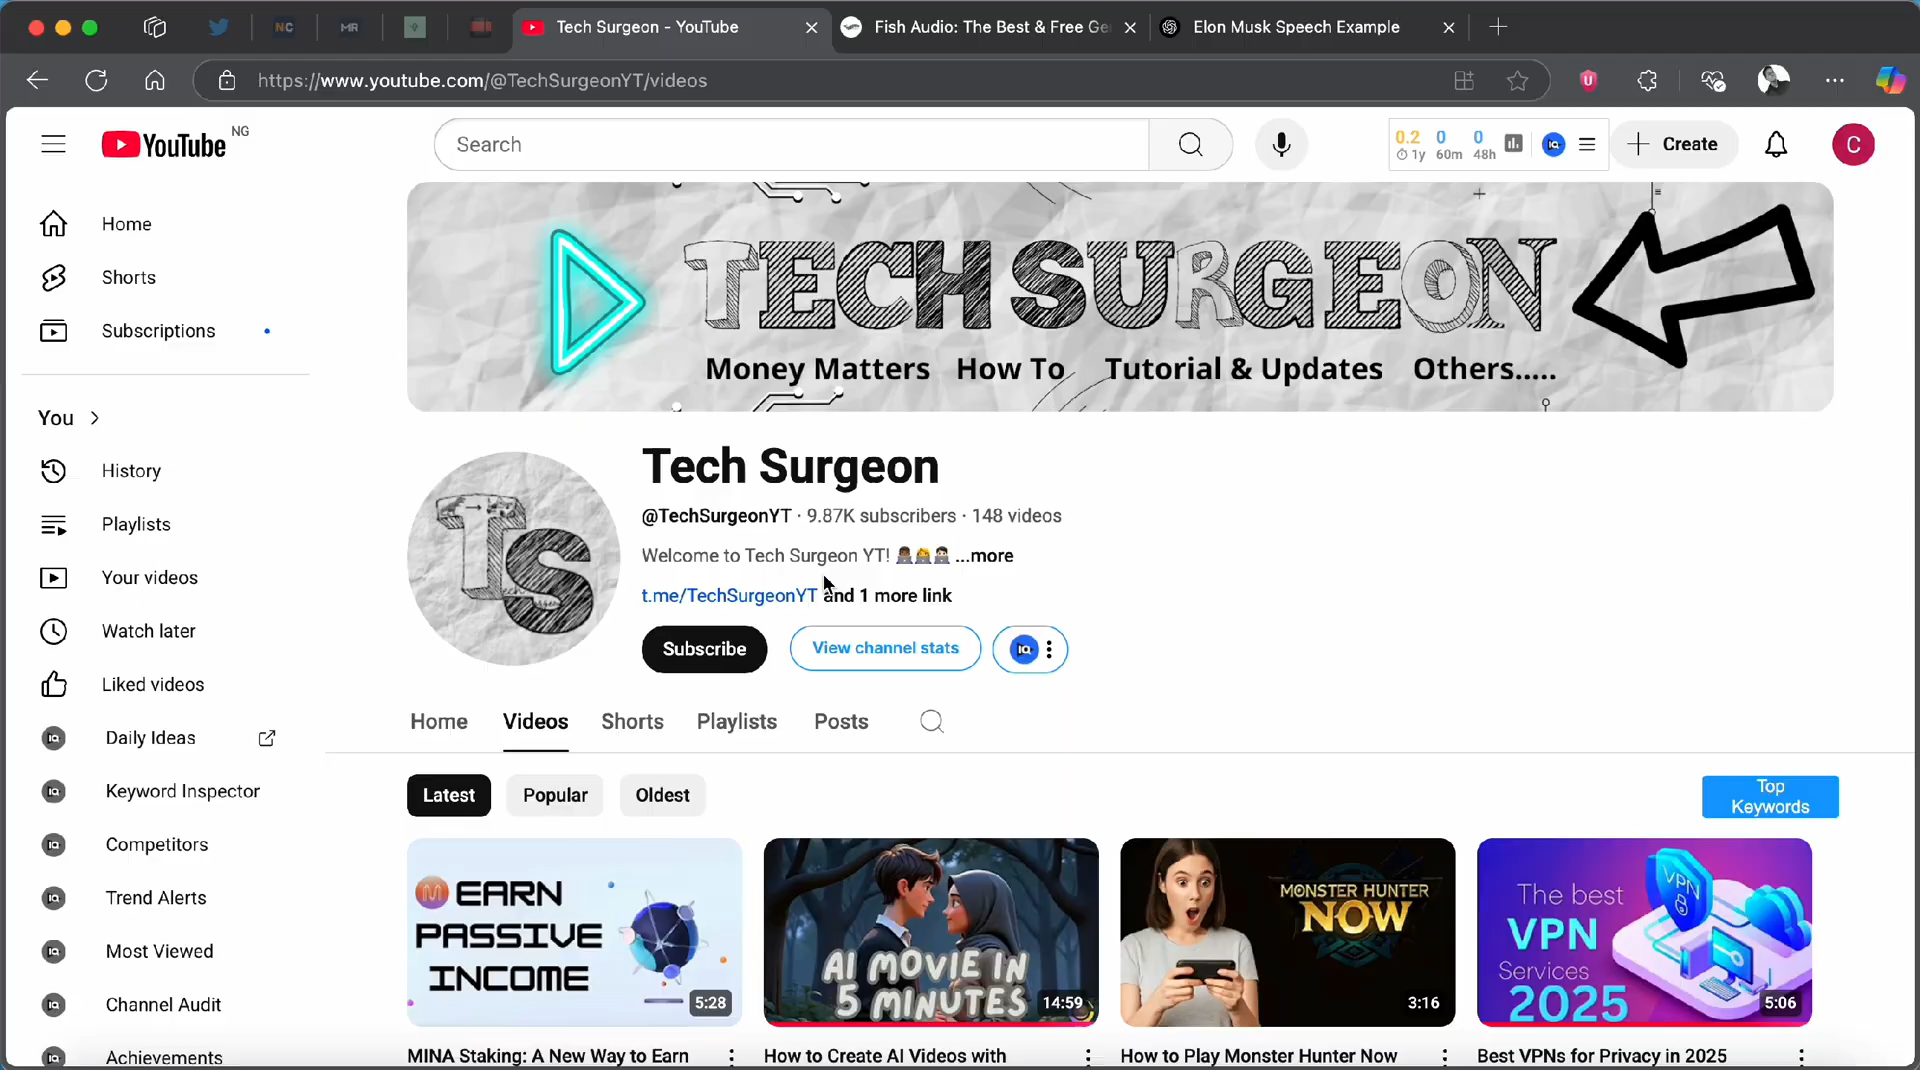 NC
MR
Tech Surgeon - YouTube
Fish Audio: The Best & Free Ge
Elon Musk Speech Example
https://www.youtube.com/@TechSurgeonYT/videos
YouTube NG
Search
0.2 0 0
1y 60m 48h
Create
C
Home
Shorts
Subscriptions
You
History
Playlists
Your videos
Watch later
Liked videos
Daily Ideas
Keyword Inspector
Competitors
Trend Alerts
Most Viewed
Channel Audit
Achievements
TECH SURGEON
Money Matters How To Tutorial & Updates Others.....
TS
Tech Surgeon
@TechSurgeonYT · 9.87K subscribers · 148 videos
Welcome to Tech Surgeon YT! ...more
t.me/TechSurgeonYT and 1 more link
Subscribe
View channel stats
IQ
Home Videos Shorts Playlists Posts
Latest Popular Oldest
Top
Keywords
EARN
PASSIVE
INCOME
5:28
AI MOVIE IN
5 MINUTES
14:59
MONSTER HUNTER
NOW
3:16
The best
VPN
Services
2025
VPN
5:06
MINA Staking: A New Way to Earn
How to Create AI Videos with
How to Play Monster Hunter Now
Best VPNs for Privacy in 2025